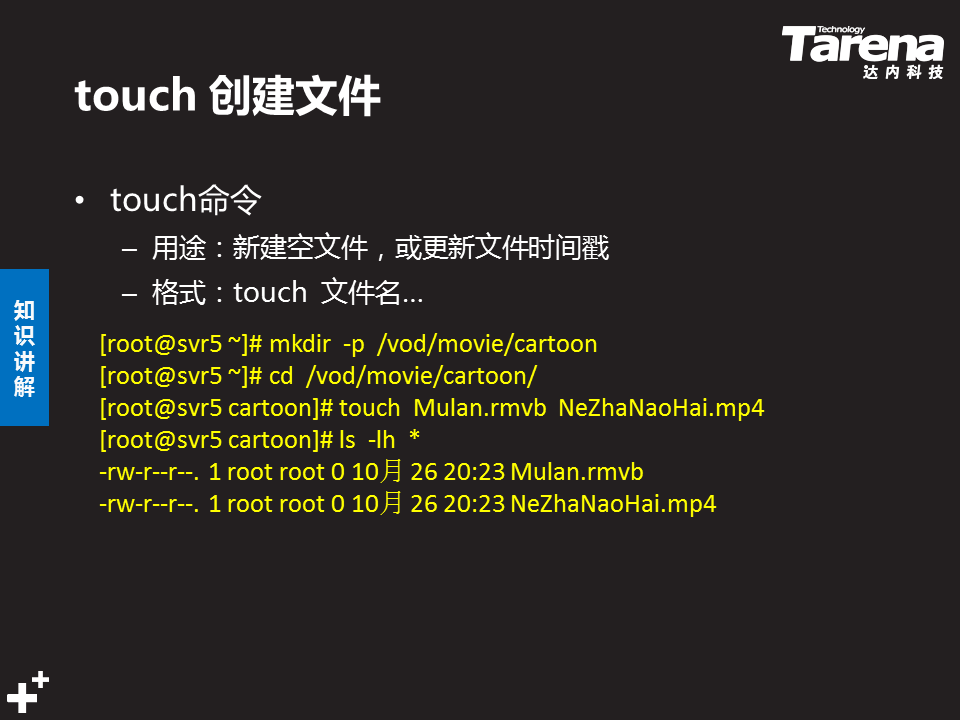 Technology
Tarena
达内科技
touch 创建文件
• touch命令
– 用途：新建空文件，或更新文件时间戳
– 格式：touch  文件名...
知识讲解
[root@svr5 ~]# mkdir  -p  /vod/movie/cartoon
[root@svr5 ~]# cd  /vod/movie/cartoon/
[root@svr5 cartoon]# touch  Mulan.rmvb  NeZhaNaoHai.mp4
[root@svr5 cartoon]# ls  -lh  *
-rw-r--r--. 1 root root 0 10月 26 20:23 Mulan.rmvb
-rw-r--r--. 1 root root 0 10月 26 20:23 NeZhaNaoHai.mp4